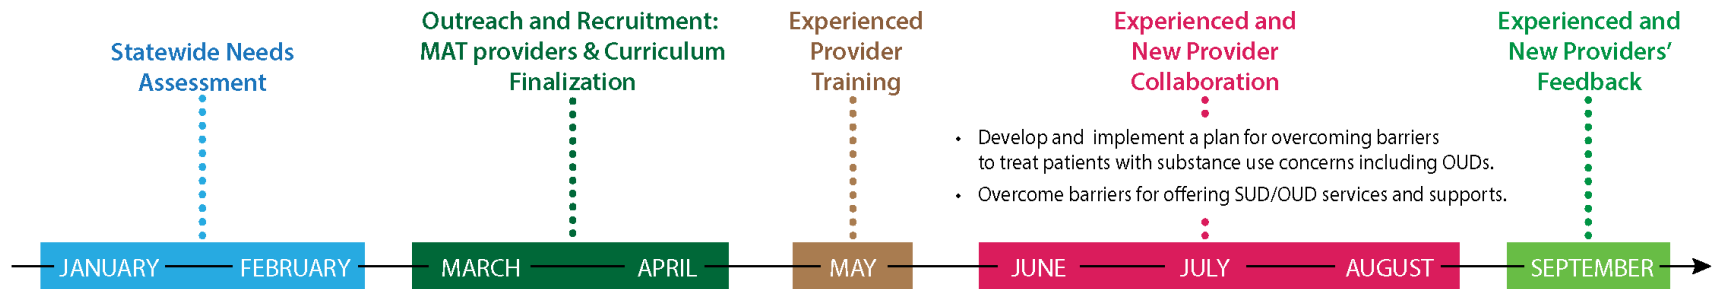 Statewide Needs
Assessment
Outreach and Recruitment:
MAT providers & Curriculum
Finalization
Experienced
Provider
Training
Experienced and
New Provider
Collaboration
• Develop and implement a plan for overcoming barriers
to treat patients with substance use concerns including OUDs.
• Overcome barriers for offering SUD/OUD services and supports.
Experienced and
New Providers’
Feedback
JANUARY FEBRUARY MARCH APRIL MAY JUNE JULY AUGUST SEPTEMBER